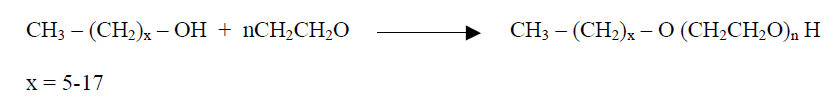 CH₃ – (CH₂)ₓ – OH + nCH₂CH₂O ⟶ CH₃ – (CH₂)ₓ – O (CH₂CH₂O)ₙ H
x = 5-17